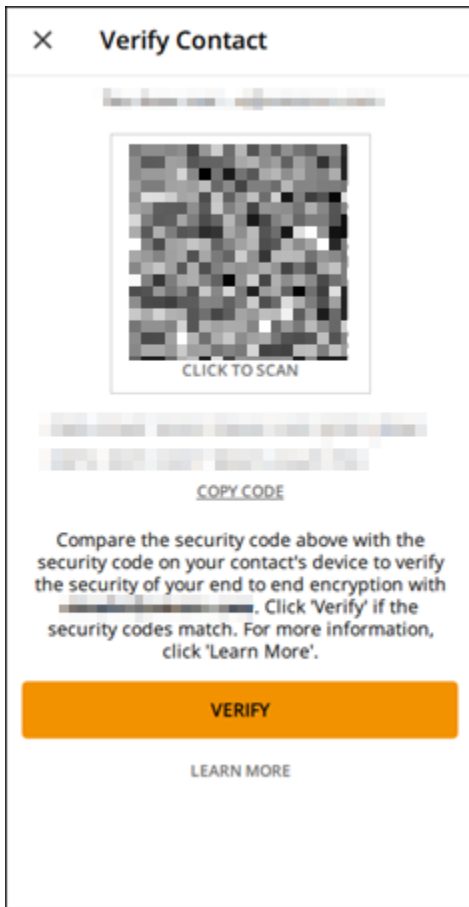 Verify Contact
CLICK TO SCAN
COPY CODE
Compare the security code above with the
security code on your contact's device to verify
the security of your end to end encryption with
. Click 'Verify' if the
security codes match. For more information,
click 'Learn More'.
VERIFY
LEARN MORE